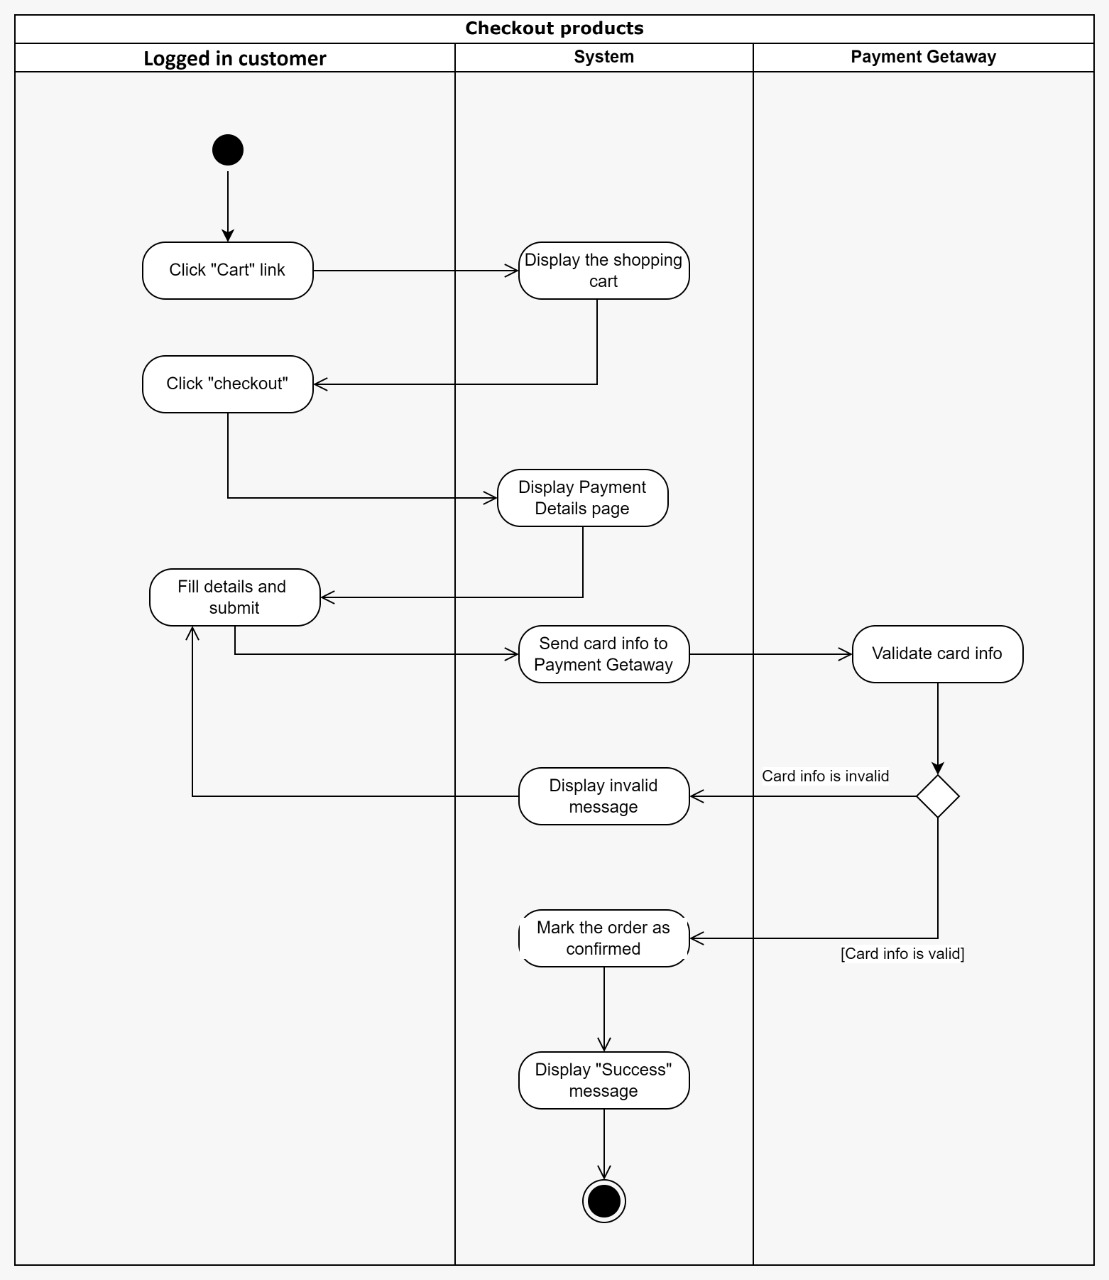 Checkout products
Logged in customer
System
Payment Getaway
Click "Cart" link
Display the shopping
cart
Click "checkout"
Display Payment
Details page
Fill details and
submit
Send card info to
Payment Getaway
Validate card info
Card info is invalid
Display invalid
message
Mark the order as
confirmed
[Card info is valid]
Display "Success"
message